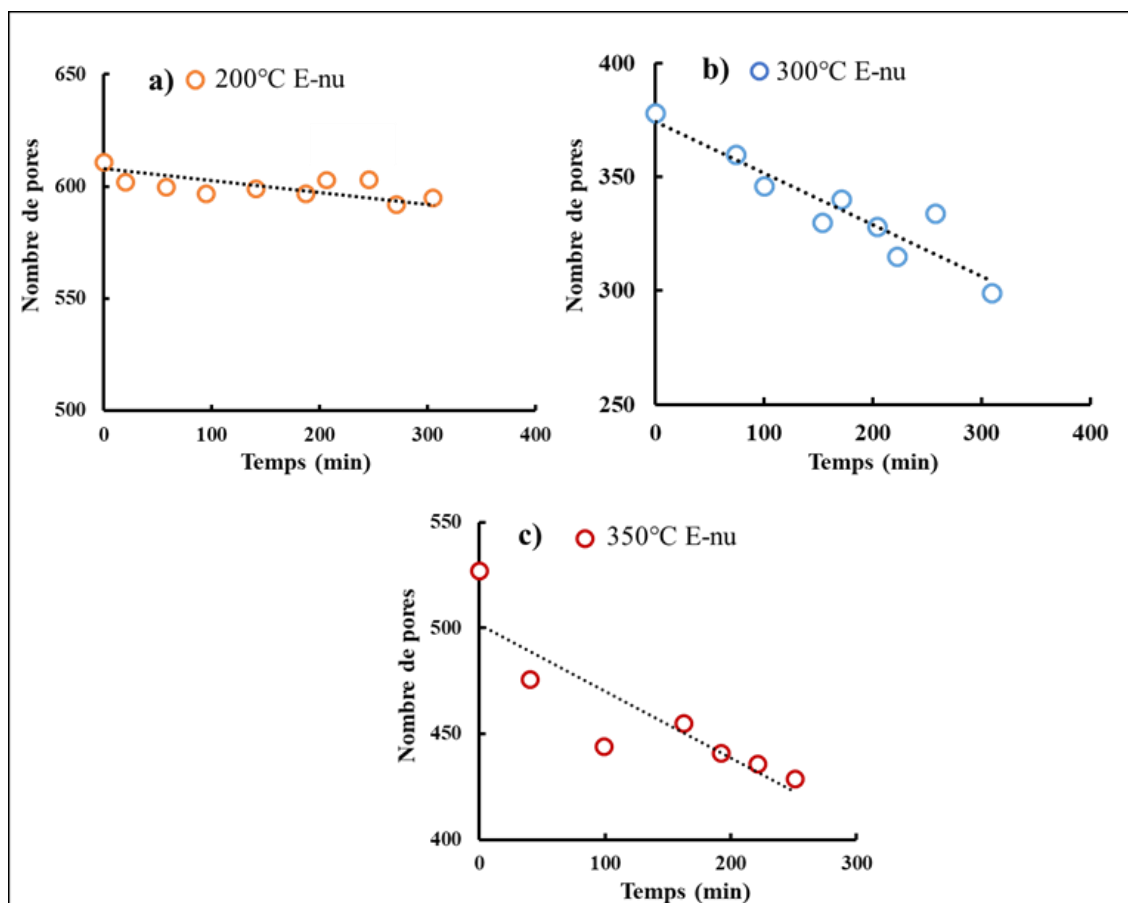 a) 200°C E-nu
650
600
550
500
Nombre de pores
0 100 200 300 400
Temps (min)
b) 300°C E-nu
400
350
300
250
Nombre de pores
0 100 200 300 400
Temps (min)
c) 350°C E-nu
550
500
450
400
Nombre de pores
0 100 200 300
Temps (min)